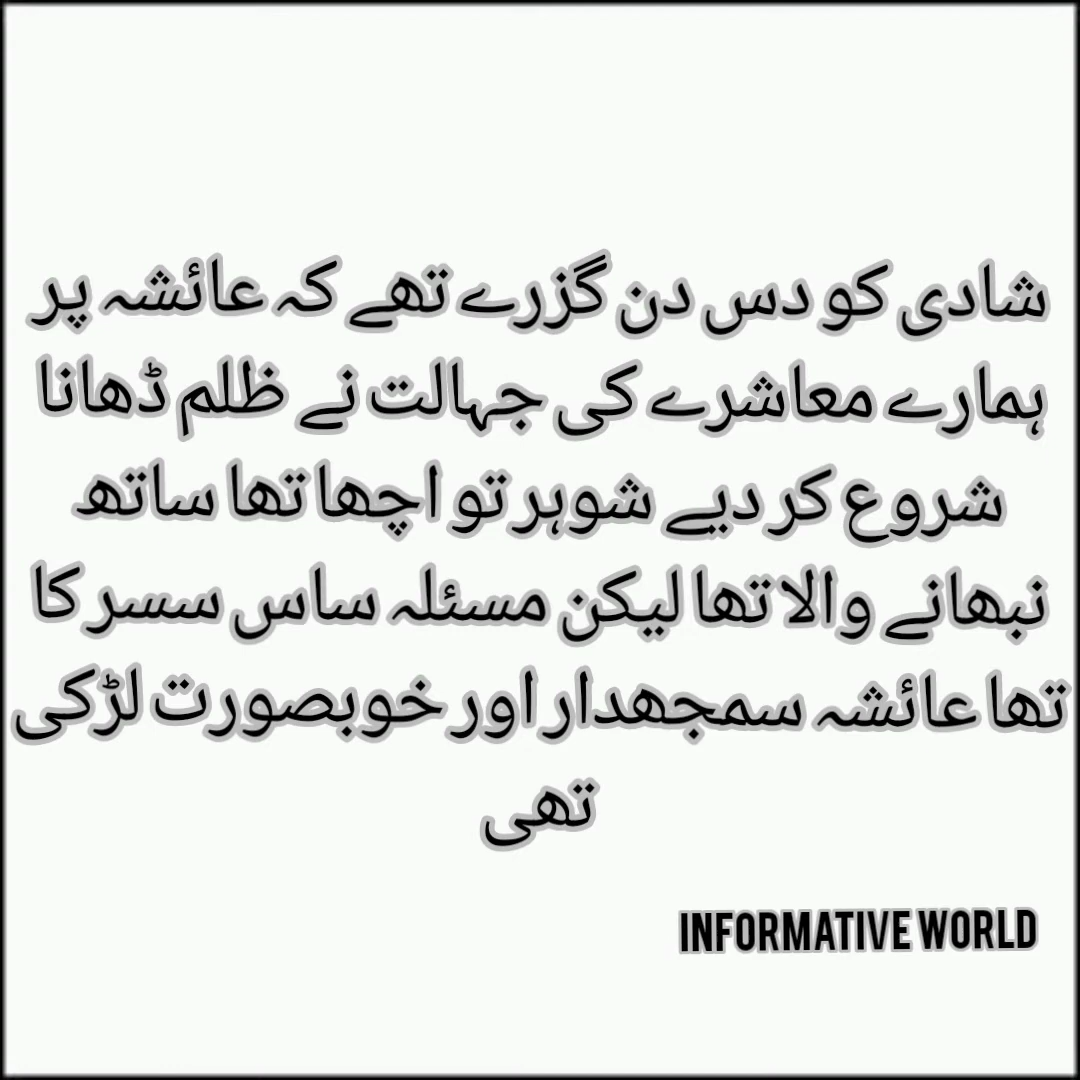 شادی کو دس دن گزرے تھے کہ عائشہ پر
ہمارے معاشرے کی جہالت نے ظلم ڈھانا
شروع کر دیے شوہر تو اچھا تھا ساتھ
نبھانے والا تھا لیکن مسئلہ ساس سسر کا
تھا عائشہ سمجھدار اور خوبصورت لڑکی
تھی
INFORMATIVE WORLD